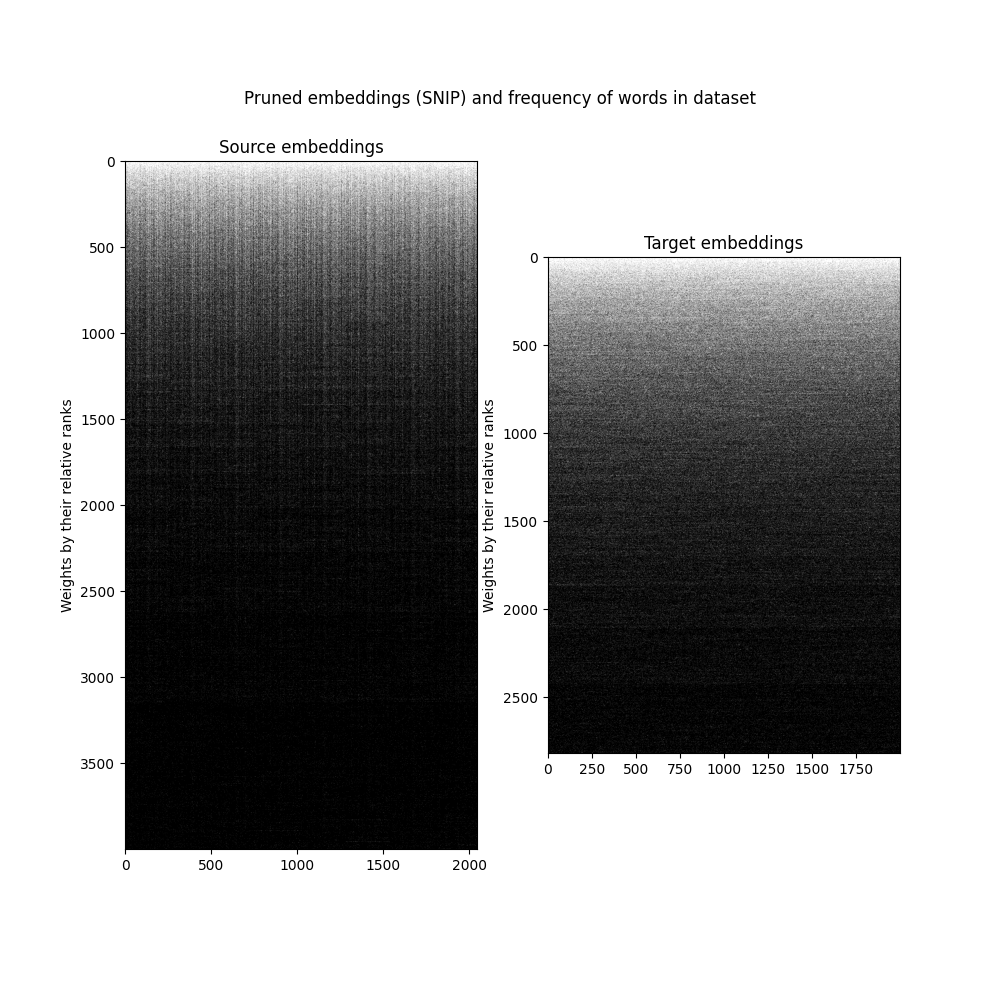 Pruned embeddings (SNIP) and frequency of words in dataset
Source embeddings
0
500
1000
1500
2000
2500
3000
3500
Weights by their relative ranks
0 500 1000 1500 2000
Target embeddings
0
500
1000
1500
2000
2500
Weights by their relative ranks
0 250 500 750 1000 1250 1500 1750